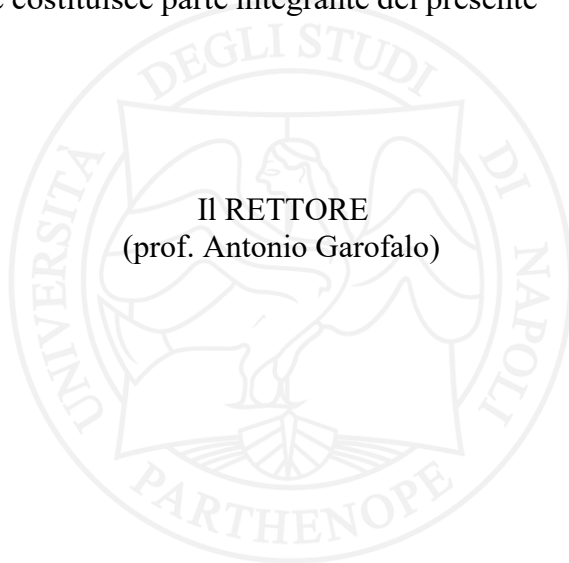 e costituisce parte integrante del presente
Il RETTORE
(prof. Antonio Garofalo)
UNIVERSITÀ DEGLI STUDI DI NAPOLI
PARTHENOPE